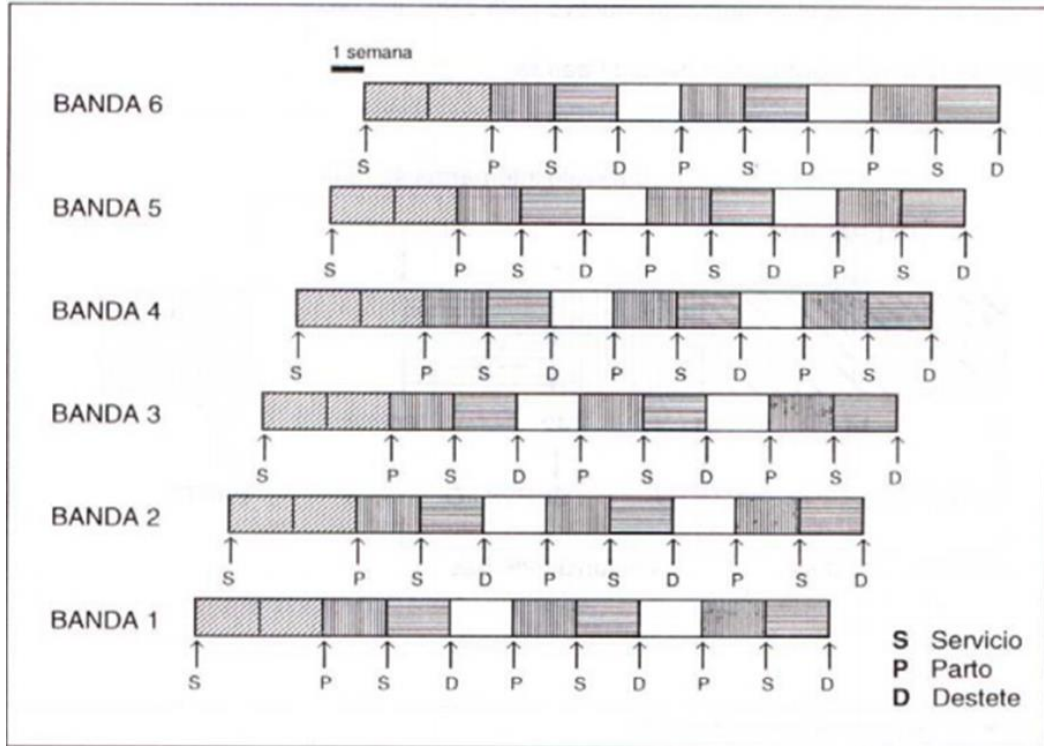 1 semana
BANDA 6
S P S D P S' D P S D
BANDA 5
S P S D P S D P S D
BANDA 4
S P S D P S D P S D
BANDA 3
S P S D P S D P S D
BANDA 2
S P S D P S D P S D
BANDA 1
S P S D P S D P S D
S Servicio
P Parto
D Destete